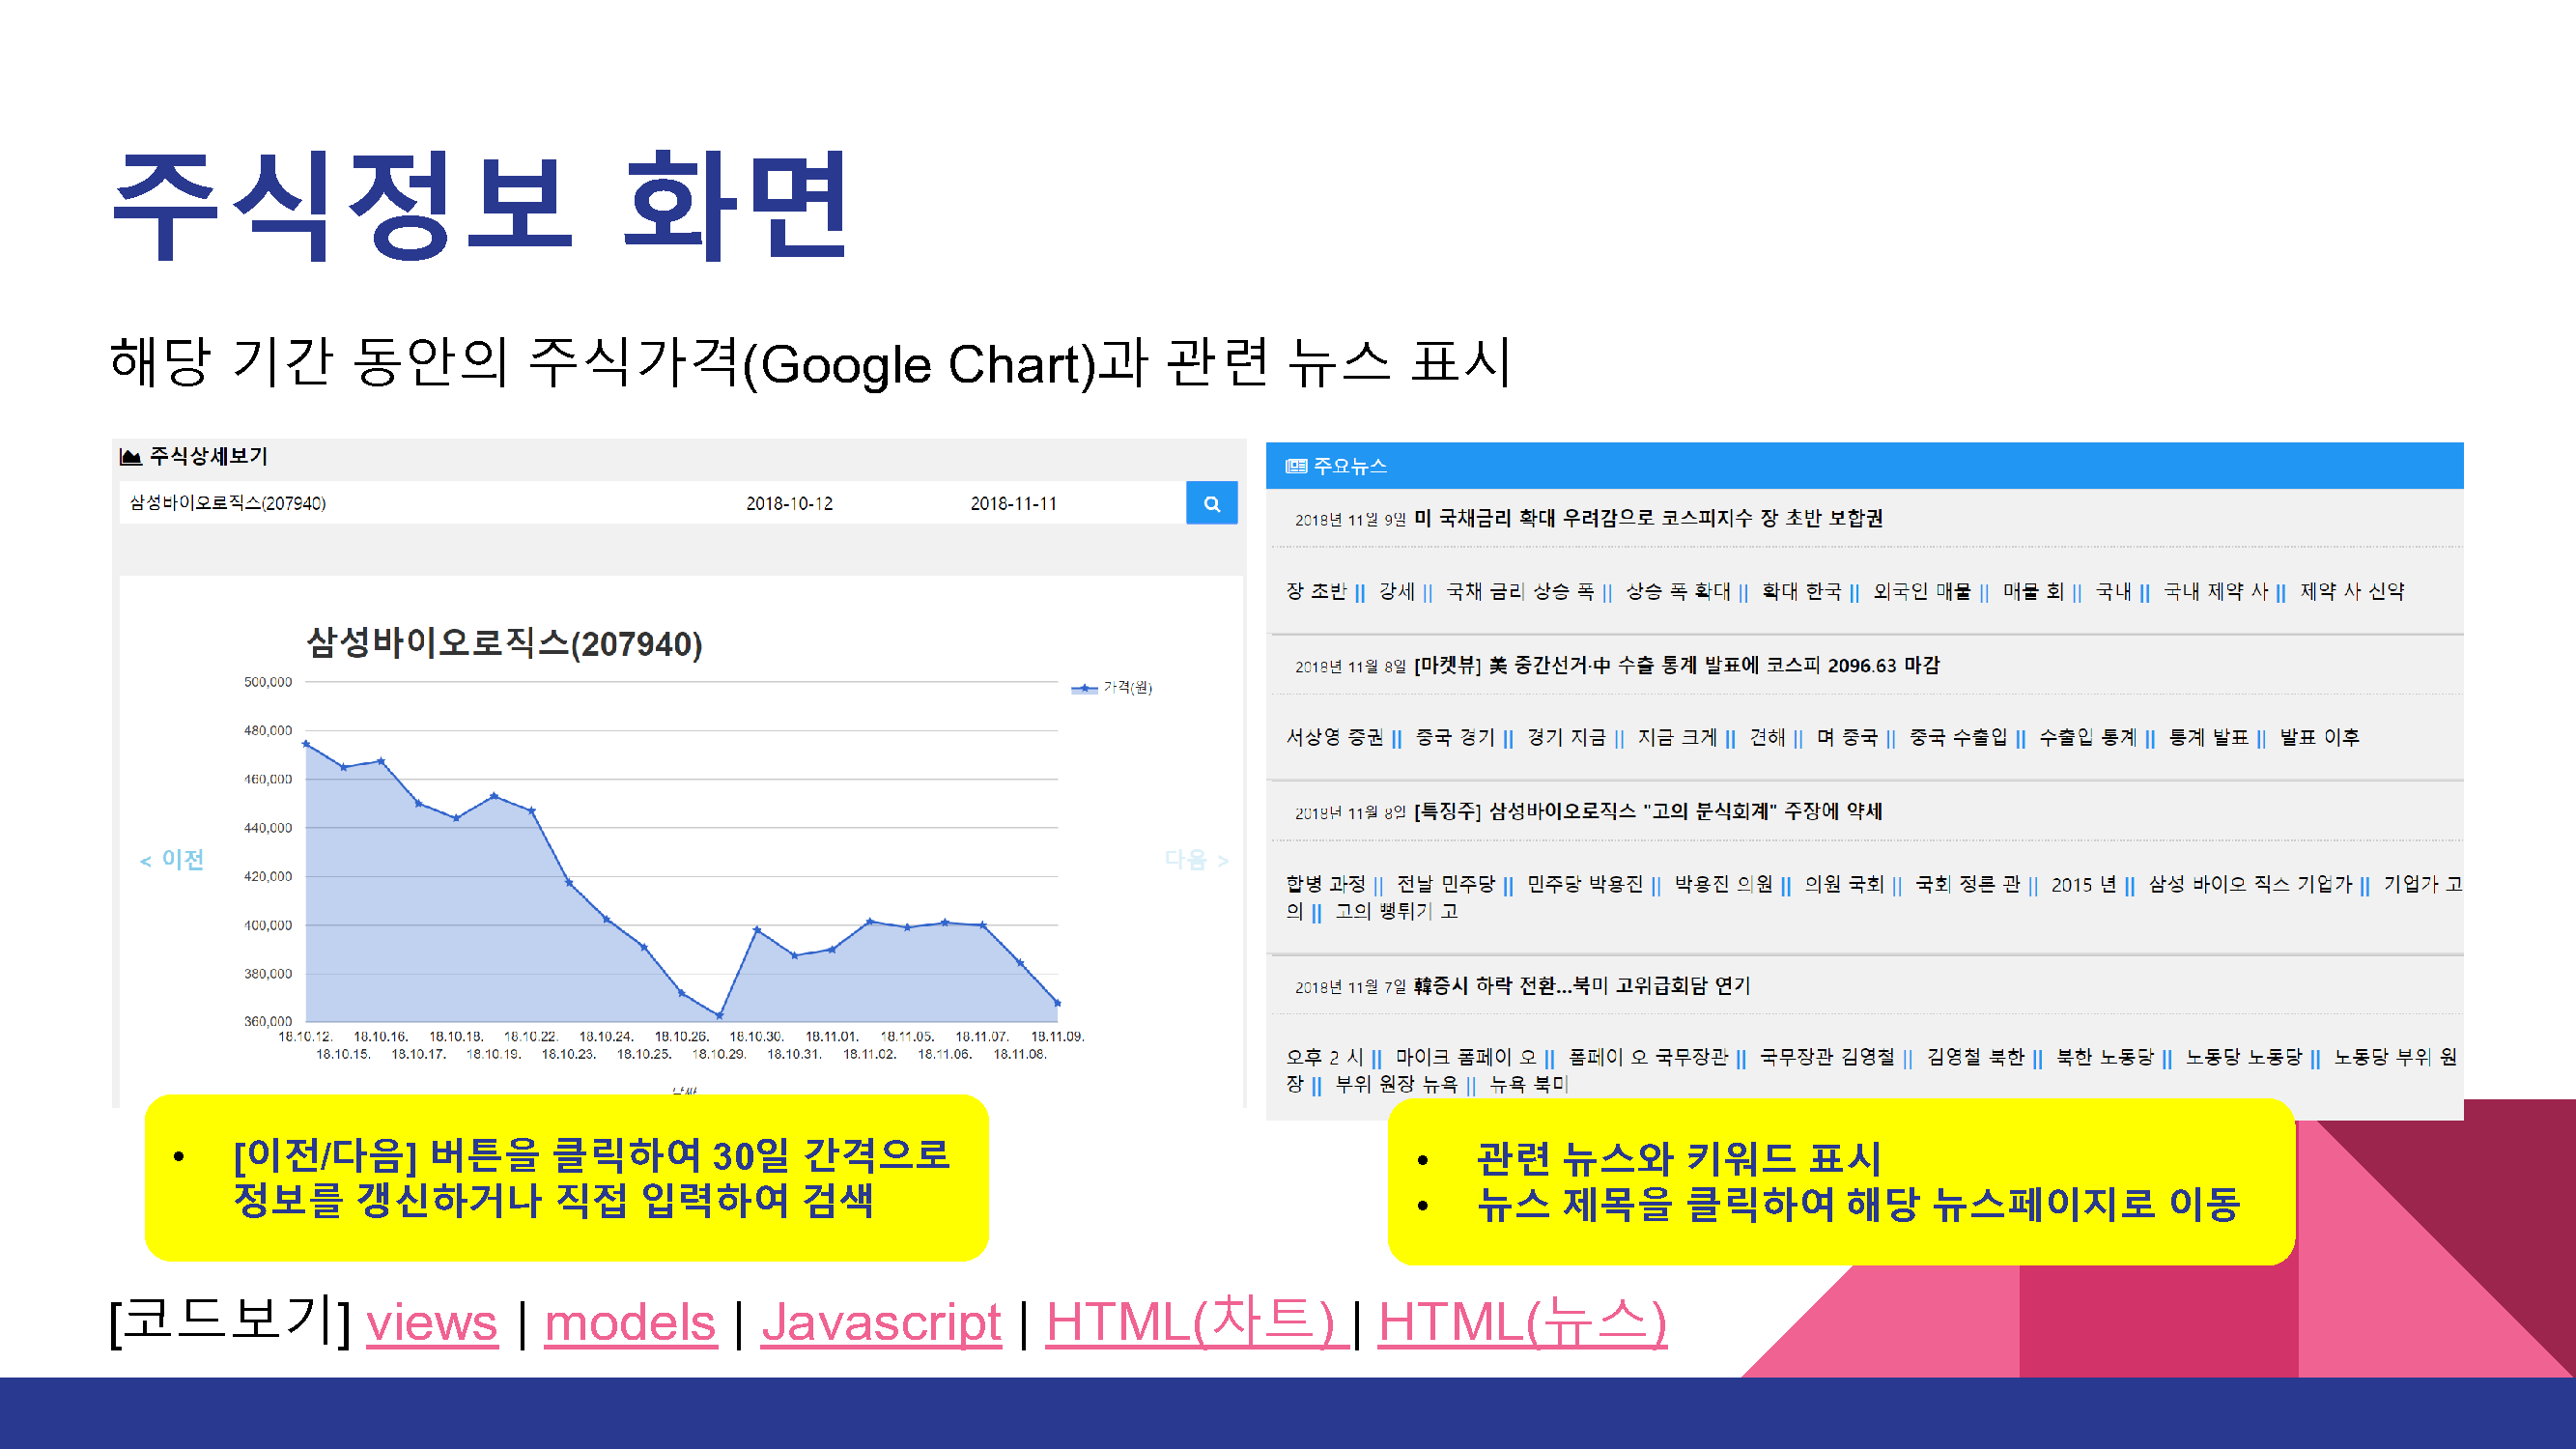 주식정보 화면
해당 기간 동안의 주식가격(Google Chart)과 관련 뉴스 표시
주식상세보기
삼성바이오로직스(207940) 2018-10-12 2018-11-11
삼성바이오로직스(207940)
가격(원)
500,000
480,000
460,000
440,000
420,000
400,000
380,000
360,000
< 이전
다음 >
18.10.12. 18.10.16. 18.10.18. 18.10.22. 18.10.24. 18.10.26. 18.10.30. 18.11.01. 18.11.05. 18.11.07. 18.11.09.
18.10.15. 18.10.17. 18.10.19. 18.10.23. 18.10.25. 18.10.29. 18.10.31. 18.11.02. 18.11.06. 18.11.08.
주요뉴스
2018년 11월 9일 미 국채금리 확대 우려감으로 코스피지수 장 초반 보합권
장 초반 || 강세 || 국채 금리 상승 폭 || 상승 폭 확대 || 확대 한국 || 외국인 매물 || 매물 회 || 국내 || 국내 제약 사 || 제약 사 신약
2018년 11월 8일 [마켓뷰] 美 중간선거·中 수출 통계 발표에 코스피 2096.63 마감
서상영 증권 || 중국 경기 || 경기 지금 || 지금 크게 || 견해 || 며 중국 || 중국 수출입 || 수출입 통계 || 통계 발표 || 발표 이후
2018년 11월 8일 [특징주] 삼성바이오로직스 "고의 분식회계" 주장에 약세
합병 과정 || 전날 민주당 || 민주당 박용진 || 박용진 의원 || 의원 국회 || 국회 정론 관 || 2015 년 || 삼성 바이오 직스 기업가 || 기업가 고
의 || 고의 뻥튀기 고
2018년 11월 7일 韓증시 하락 전환...북미 고위급회담 연기
오후 2 시 || 마이크 폼페이 오 || 폼페이 오 국무장관 || 국무장관 김영철 || 김영철 북한 || 북한 노동당 || 노동당 노동당 || 노동당 부위 원
장 || 부위 원장 뉴욕 || 뉴욕 북미
• [이전/다음] 버튼을 클릭하여 30일 간격으로
정보를 갱신하거나 직접 입력하여 검색
• 관련 뉴스와 키워드 표시
• 뉴스 제목을 클릭하여 해당 뉴스페이지로 이동
[코드보기] views | models | Javascript | HTML(차트) | HTML(뉴스)